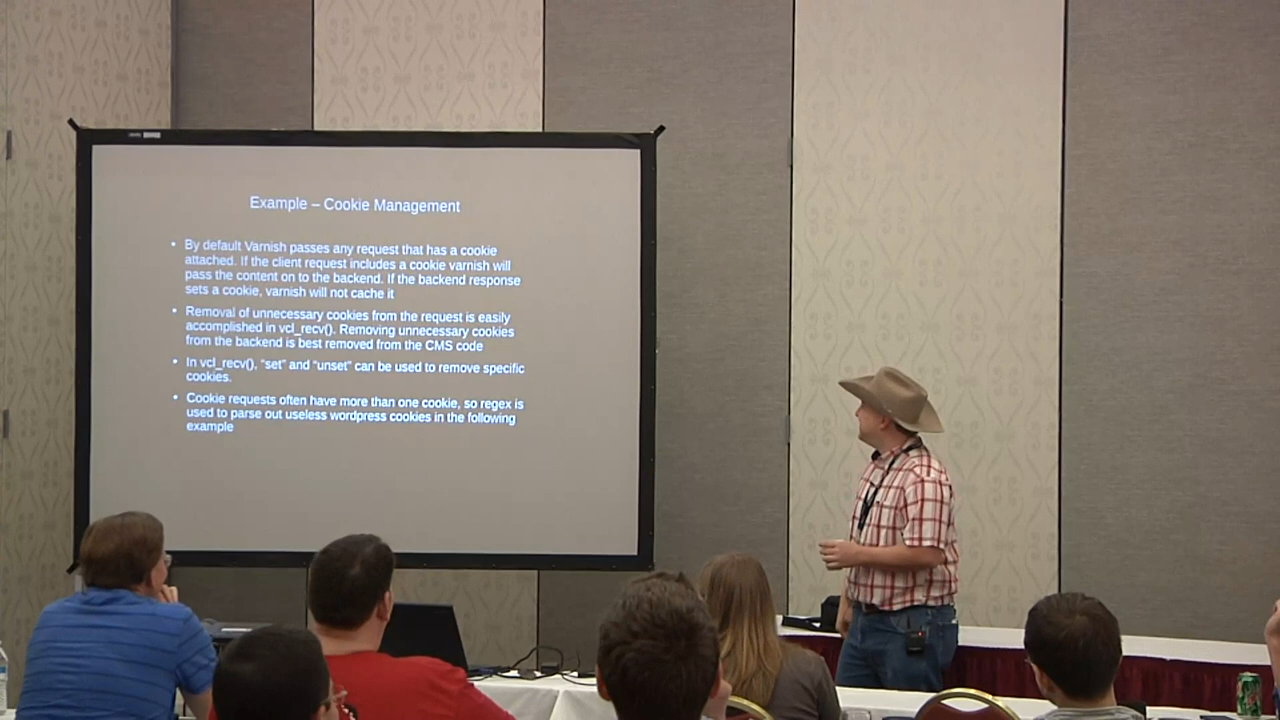 Example – Cookie Management
• By default Varnish passes any request that has a cookie
attached. If the client request includes a cookie varnish will
pass the content on to the backend. If the backend response
sets a cookie, varnish will not cache it
• Removal of unnecessary cookies from the request is easily
accomplished in vcl_recv(). Removing unnecessary cookies
from the backend is best removed from the CMS code
• In vcl_recv(), “set” and “unset” can be used to remove specific
cookies.
• Cookie requests often have more than one cookie, so regex is
used to parse out useless wordpress cookies in the following
example